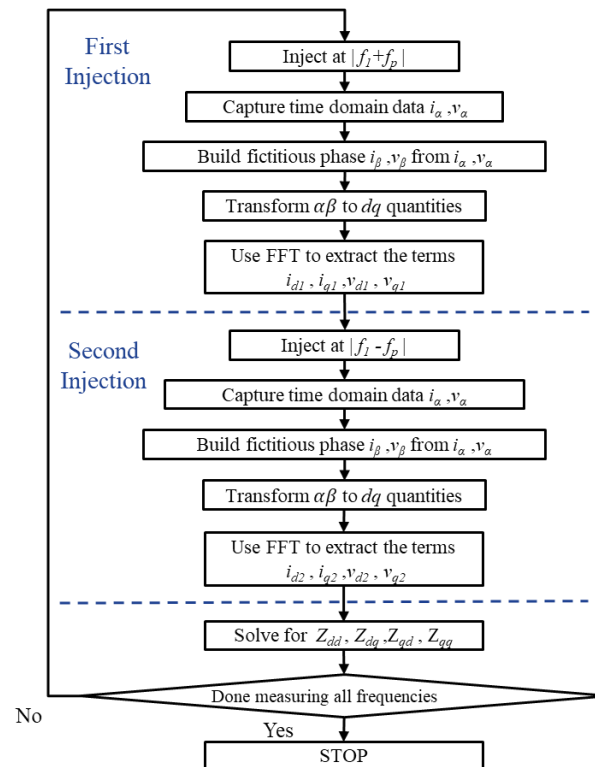 First
Injection
Inject at | f₁+fₚ |
Capture time domain data iα ,vα
Build fictitious phase iβ ,vβ from iα ,vα
Transform αβ to dq quantities
Use FFT to extract the terms
id1 , iq1 ,vd1 , vq1
Second
Injection
Inject at | f₁ - fₚ |
Capture time domain data iα ,vα
Build fictitious phase iβ ,vβ from iα ,vα
Transform αβ to dq quantities
Use FFT to extract the terms
id2 , iq2 ,vd2 , vq2
Solve for Zdd , Zdq ,Zqd , Zqq
Done measuring all frequencies
No
Yes
STOP